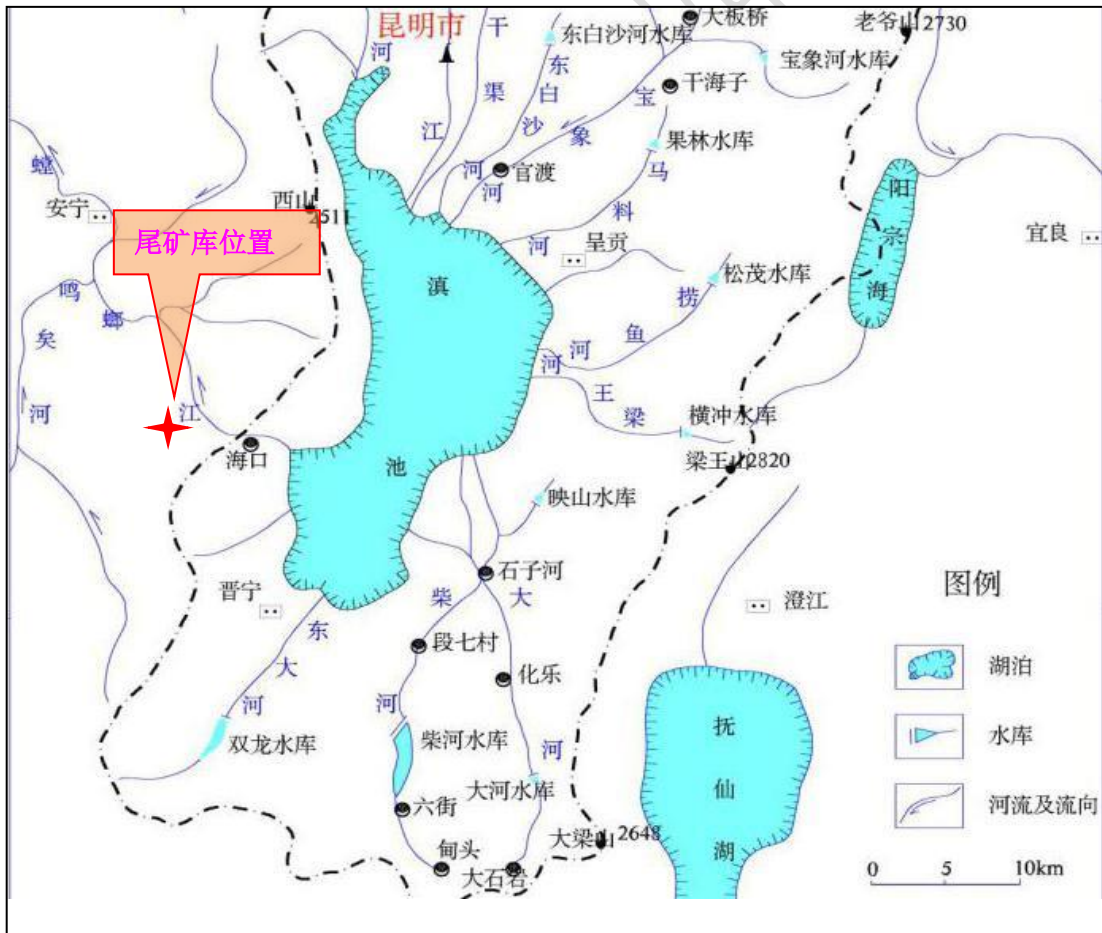 昆明市
大板桥
老爷山2730
东白沙河水库
宝象河水库
干海子
果林水库
河
江
干渠
东白沙河
宝象河
官渡
马料河
螳螂江
安宁
西山
2511
尾矿库位置
呈贡
阳宗海
宜良
松茂水库
滇池
捞鱼河
鸣矣河
王梁河
横冲水库
梁王山2820
海口
映山水库
石子河
晋宁
澄江
图例
湖泊
水库
河流及流向
东大河
柴河
大河
段七村
化乐
双龙水库
柴河水库
大河水库
六街
甸头
大石岩
大梁山2648
抚仙湖
0 5 10km